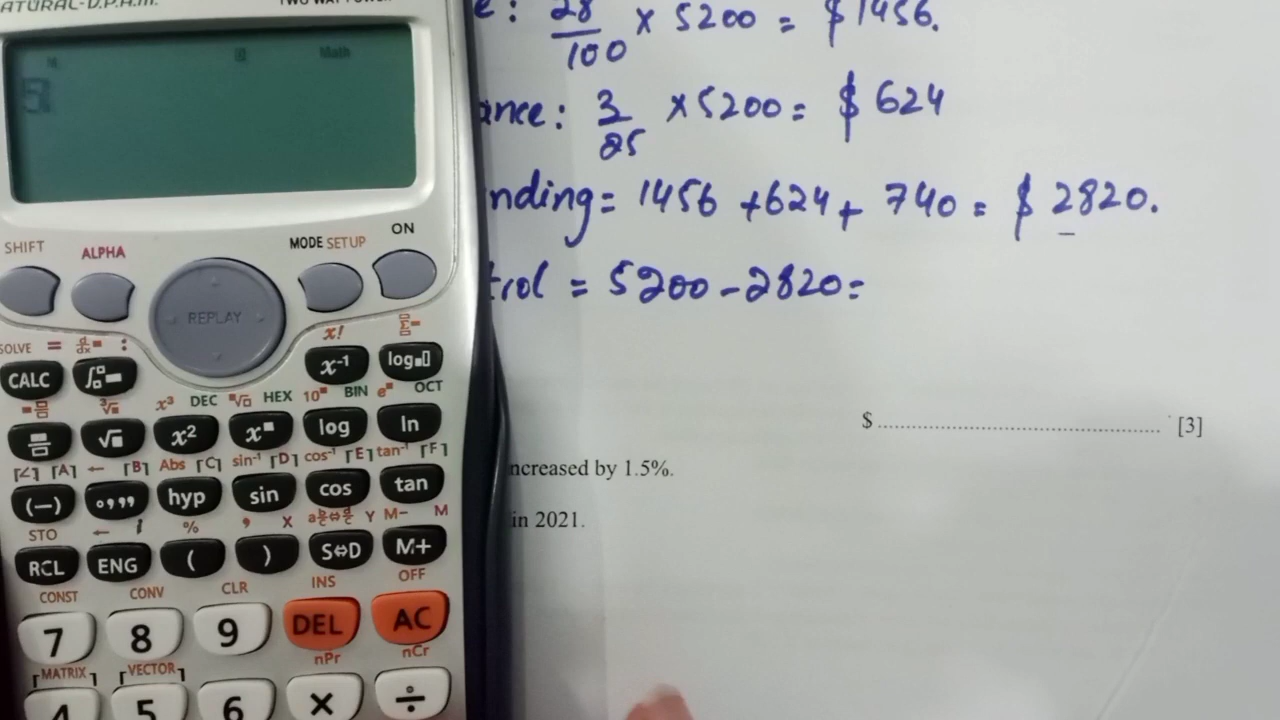 NATURAL-V.P.A.M.
TWO WAY POWER
M D Math
5
SHIFT ALPHA MODE SETUP ON
REPLAY
SOLVE = d/dx : x!
CALC x⁻¹ log
x³ DEC √ HEX 10 BIN e OCT
√ x² x log ln
[∠] [A] ← [B] Abs [C] sin⁻¹ [D] cos⁻¹ [E] tan⁻¹ [F]
(−) °,,, hyp sin cos tan
STO ← i % , X Y M− M
RCL ENG ( ) S⇔D M+
CONST CONV CLR INS OFF
7 8 9 DEL AC
MATRIX VECTOR nPr nCr
4 5 6 × ÷
e: 28/100 × 5200 = $1456.
ance: 3/25 × 5200 = $624
nding = 1456 + 624 + 740 = $2820.
trol = 5200 - 2820 =
$ ........................................ [3]
ncreased by 1.5%.
in 2021.